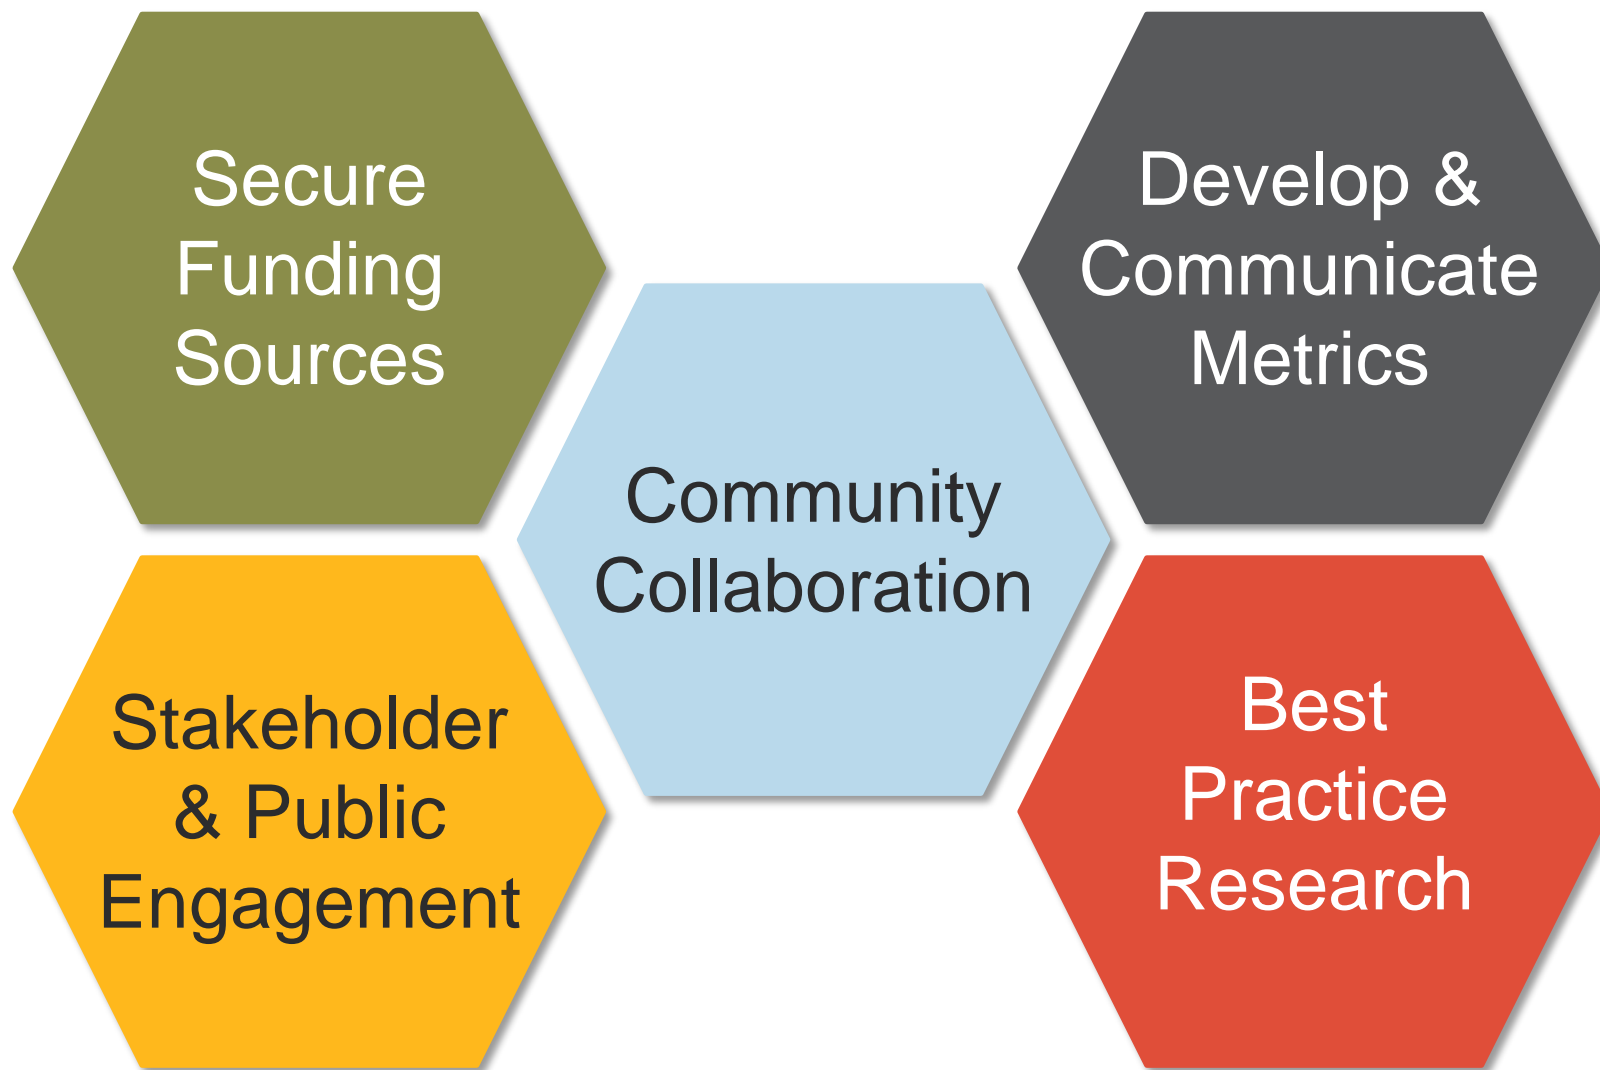 Secure
Funding
Sources
Develop &
Communicate
Metrics
Community
Collaboration
Stakeholder
& Public
Engagement
Best
Practice
Research